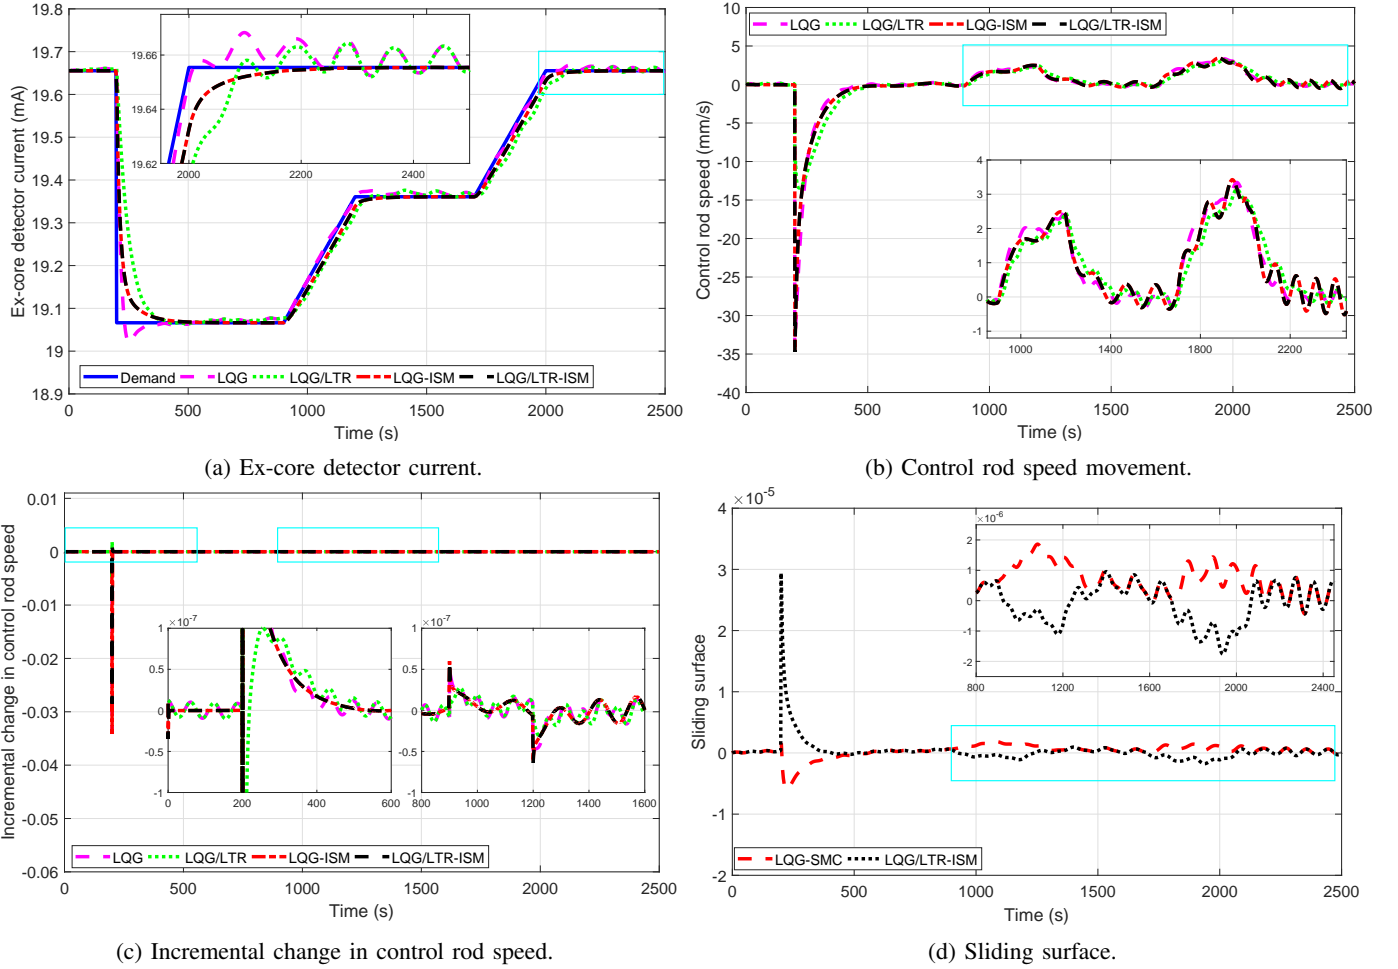 19.8
19.7
19.6
19.5
19.4
19.3
19.2
19.1
19
18.9
Ex-core detector current (mA)
19.66
19.64
19.62
2000 2200 2400
Demand LQG LQG/LTR LQG-ISM LQG/LTR-ISM
0 500 1000 1500 2000 2500
Time (s)
(a) Ex-core detector current.
10
5
0
-5
-10
-15
-20
-25
-30
-35
-40
Control rod speed (mm/s)
LQG LQG/LTR LQG-ISM LQG/LTR-ISM
4
3
2
1
0
-1
1000 1400 1800 2200
0 500 1000 1500 2000 2500
Time (s)
(b) Control rod speed movement.
0.01
0
-0.01
-0.02
-0.03
-0.04
-0.05
-0.06
Incremental change in control rod speed
×10-7
1
0.5
0
-0.5
-1
0 200 400 600
×10-7
1
0.5
0
-0.5
-1
800 1000 1200 1400 1600
LQG LQG/LTR LQG-ISM LQG/LTR-ISM
0 500 1000 1500 2000 2500
Time (s)
(c) Incremental change in control rod speed.
×10-5
4
3
2
1
0
-1
-2
Sliding surface
×10-6
2
1
0
-1
-2
800 1200 1600 2000 2400
LQG-SMC LQG/LTR-ISM
0 500 1000 1500 2000 2500
Time (s)
(d) Sliding surface.